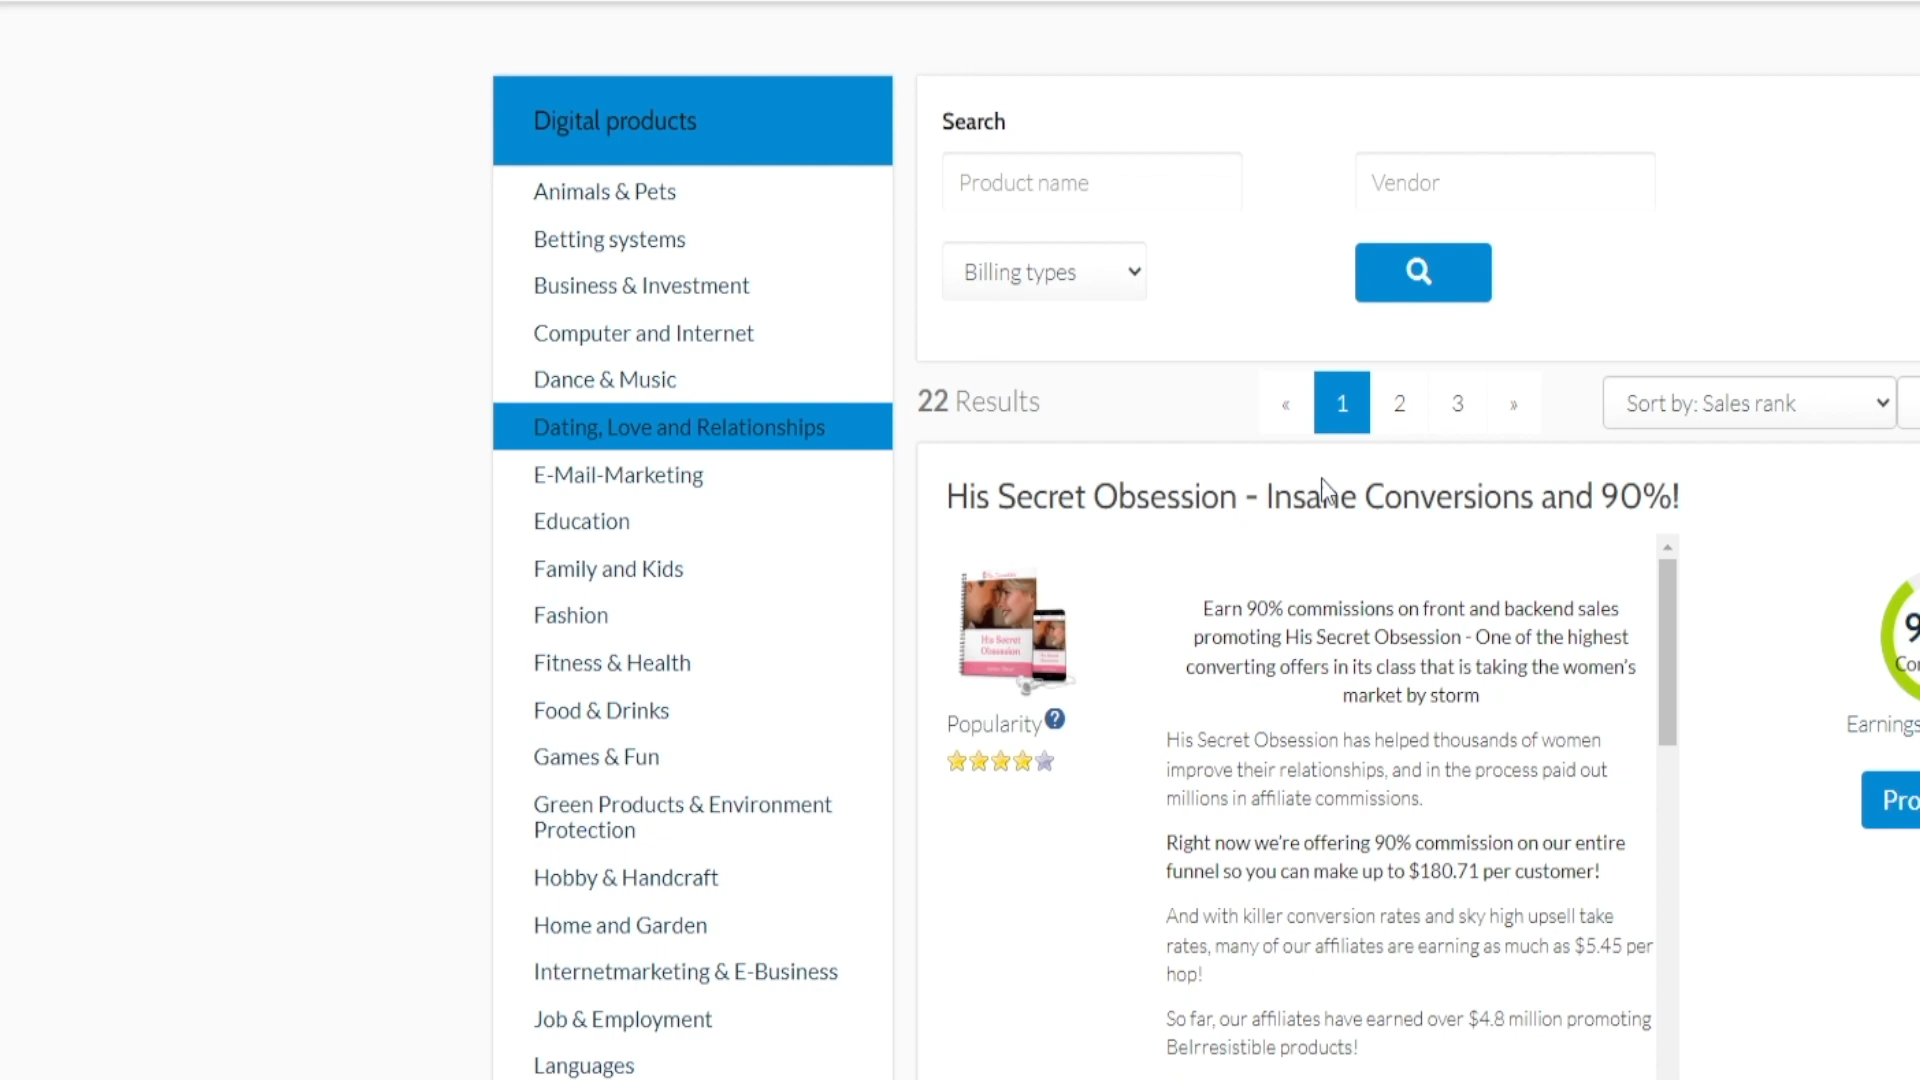 Digital products
Animals & Pets
Betting systems
Business & Investment
Computer and Internet
Dance & Music
Dating, Love and Relationships
E-Mail-Marketing
Education
Family and Kids
Fashion
Fitness & Health
Food & Drinks
Games & Fun
Green Products & Environment
Protection
Hobby & Handcraft
Home and Garden
Internetmarketing & E-Business
Job & Employment
Languages
Search
Product name
Vendor
Billing types
22 Results
« 1 2 3 »
Sort by: Sales rank
His Secret Obsession - Insane Conversions and 90%!
His Secret
Obsession
Popularity ?
Earn 90% commissions on front and backend sales
promoting His Secret Obsession - One of the highest
converting offers in its class that is taking the women's
market by storm
His Secret Obsession has helped thousands of women
improve their relationships, and in the process paid out
millions in affiliate commissions.
Right now we're offering 90% commission on our entire
funnel so you can make up to $180.71 per customer!
And with killer conversion rates and sky high upsell take
rates, many of our affiliates are earning as much as $5.45 per
hop!
So far, our affiliates have earned over $4.8 million promoting
BeIrresistible products!
9
Co
Earnings
Pro